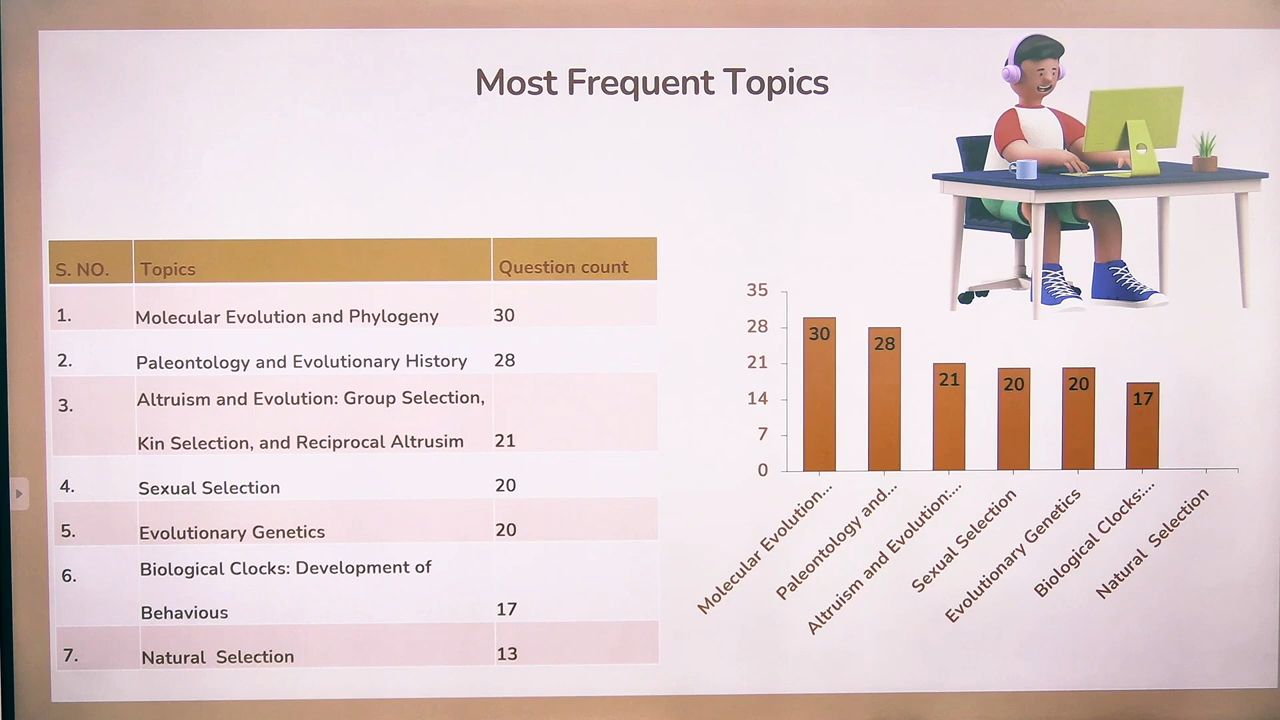 Most Frequent Topics
S. NO. Topics Question count
1. Molecular Evolution and Phylogeny 30
2. Paleontology and Evolutionary History 28
3. Altruism and Evolution: Group Selection,
Kin Selection, and Reciprocal Altrusim 21
4. Sexual Selection 20
5. Evolutionary Genetics 20
6. Biological Clocks: Development of
Behavious 17
7. Natural Selection 13
35
28
21
14
7
0
30
28
21
20
20
17
Molecular Evolution...
Paleontology and...
Altruism and Evolution:...
Sexual Selection
Evolutionary Genetics
Biological Clocks:...
Natural Selection